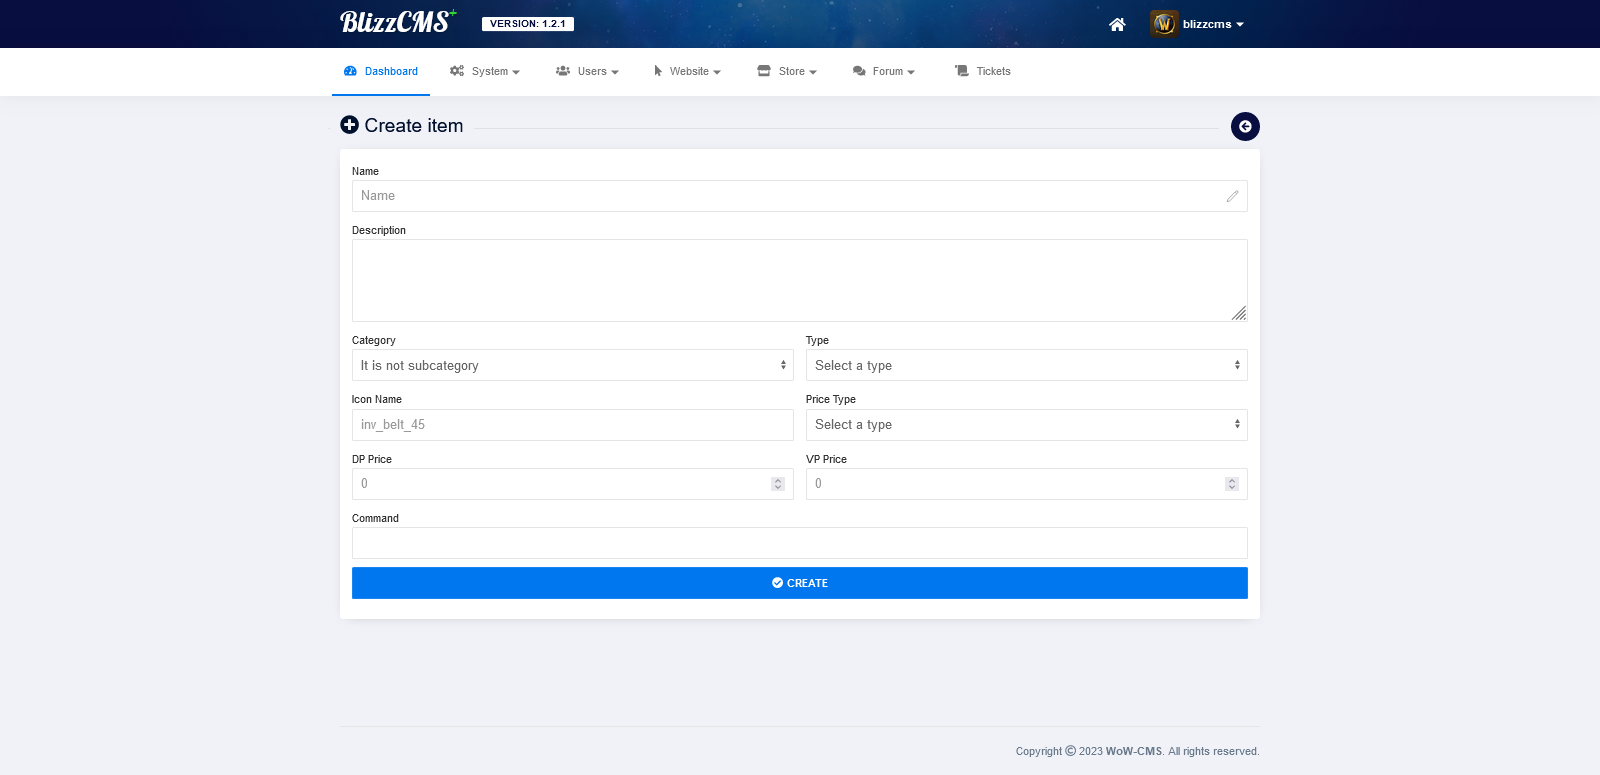 BlizzCMS+ VERSION: 1.2.1 blizzcms
Dashboard System Users Website Store Forum Tickets
Create item
Name
Name
Description
Category Type
It is not subcategory Select a type
Icon Name Price Type
inv_belt_45 Select a type
DP Price VP Price
0 0
Command
CREATE
Copyright © 2023 WoW-CMS. All rights reserved.